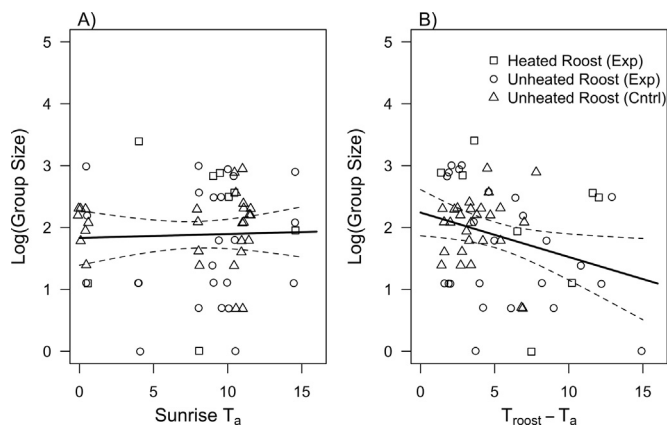 A)
5
4
3
2
1
0
Log(Group Size)
0 5 10 15
Sunrise Ta
B)
□ Heated Roost (Exp)
○ Unheated Roost (Exp)
△ Unheated Roost (Cntrl)
5
4
3
2
1
0
Log(Group Size)
0 5 10 15
Troost – Ta